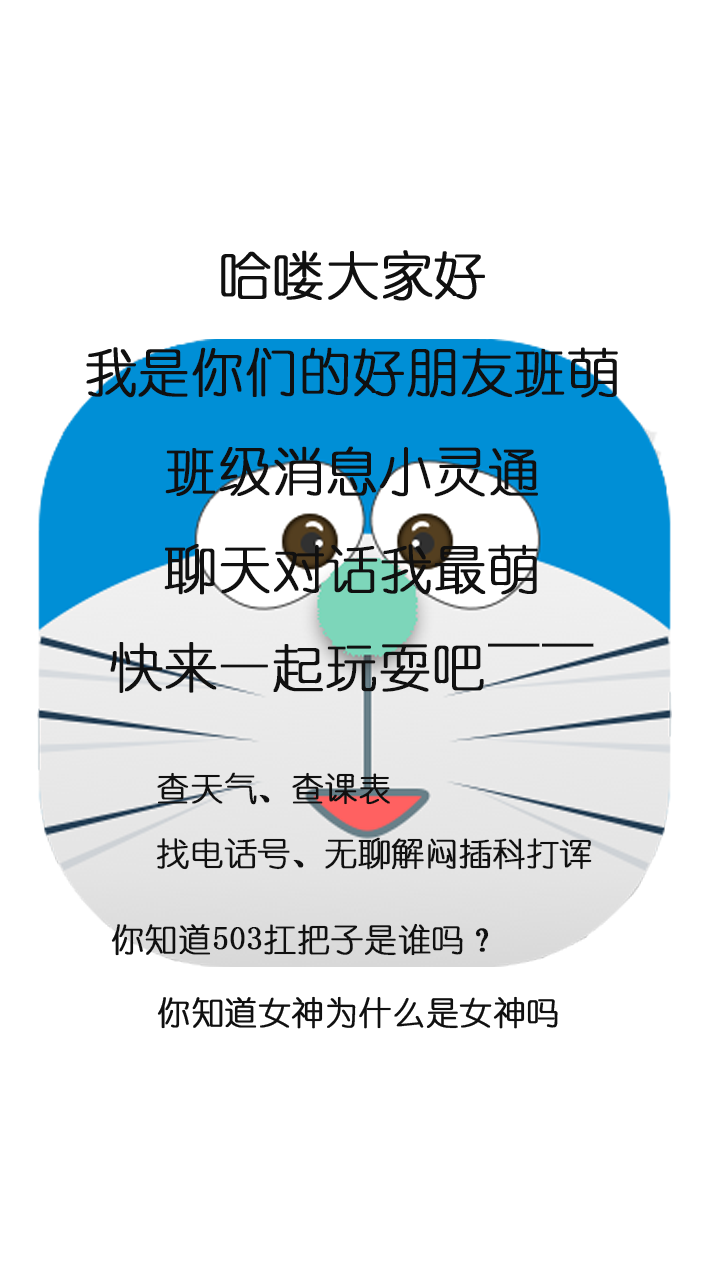 哈喽大家好
我是你们的好朋友班萌
班级消息小灵通
聊天对话我最萌
快来一起玩耍吧￣￣
查天气、查课表
找电话号、无聊解闷插科打诨
你知道503扛把子是谁吗？
你知道女神为什么是女神吗